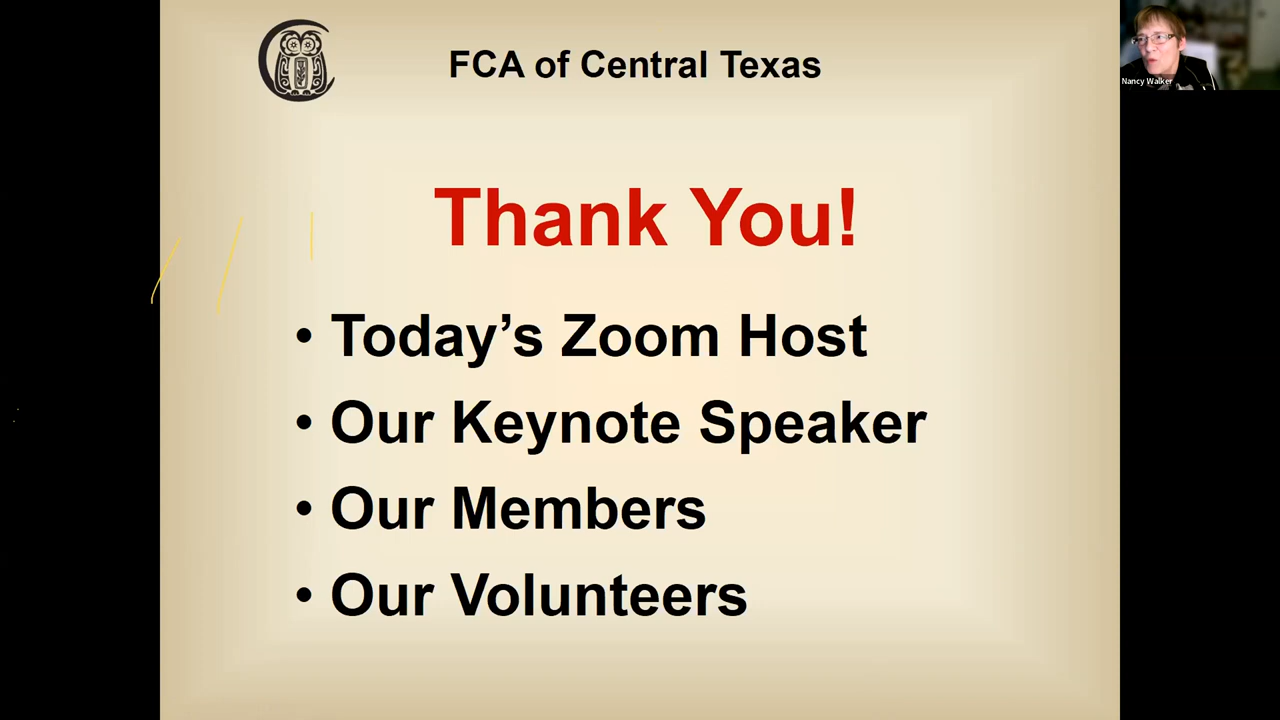 FCA of Central Texas
Nancy Walker
Thank You!
• Today’s Zoom Host
• Our Keynote Speaker
• Our Members
• Our Volunteers